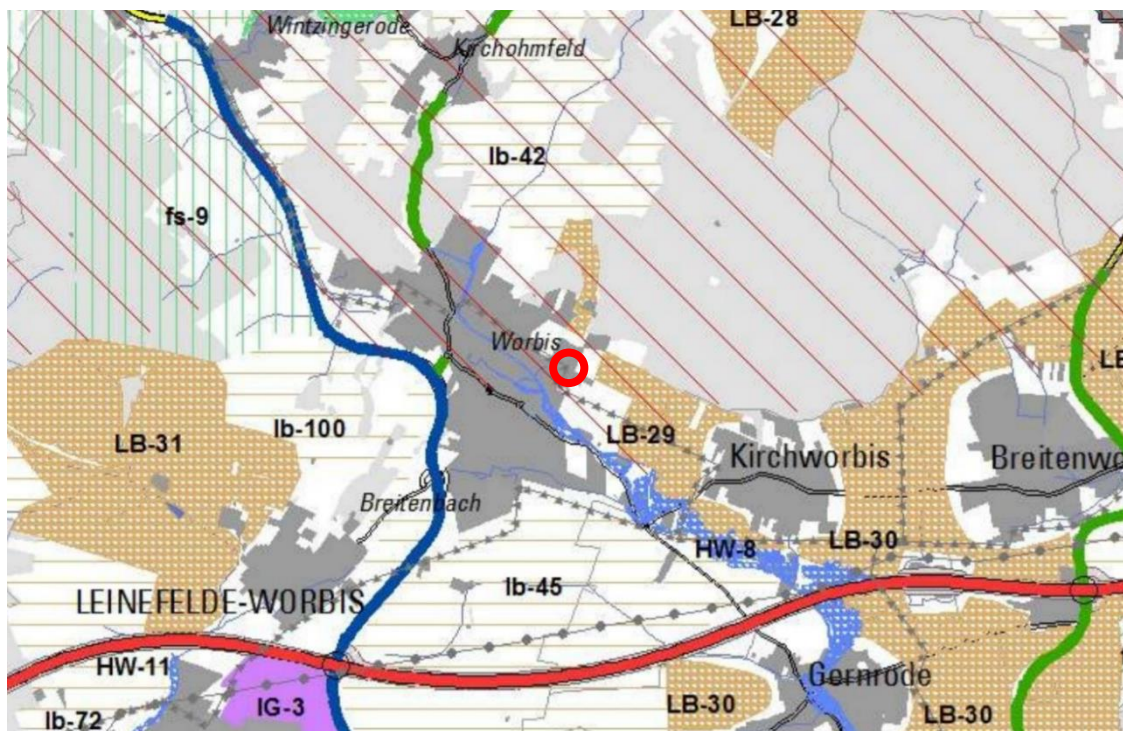 Wintzingerode
LB-28
Kirchohmfeld
lb-42
fs-9
Worbis
lb-100
LB-31
LB-29
Kirchworbis
Breitenbach
HW-8
LB-30
lb-45
LEINEFELDE-WORBIS
HW-11
IG-3
lb-72
LB-30
Gernrode
LB-30